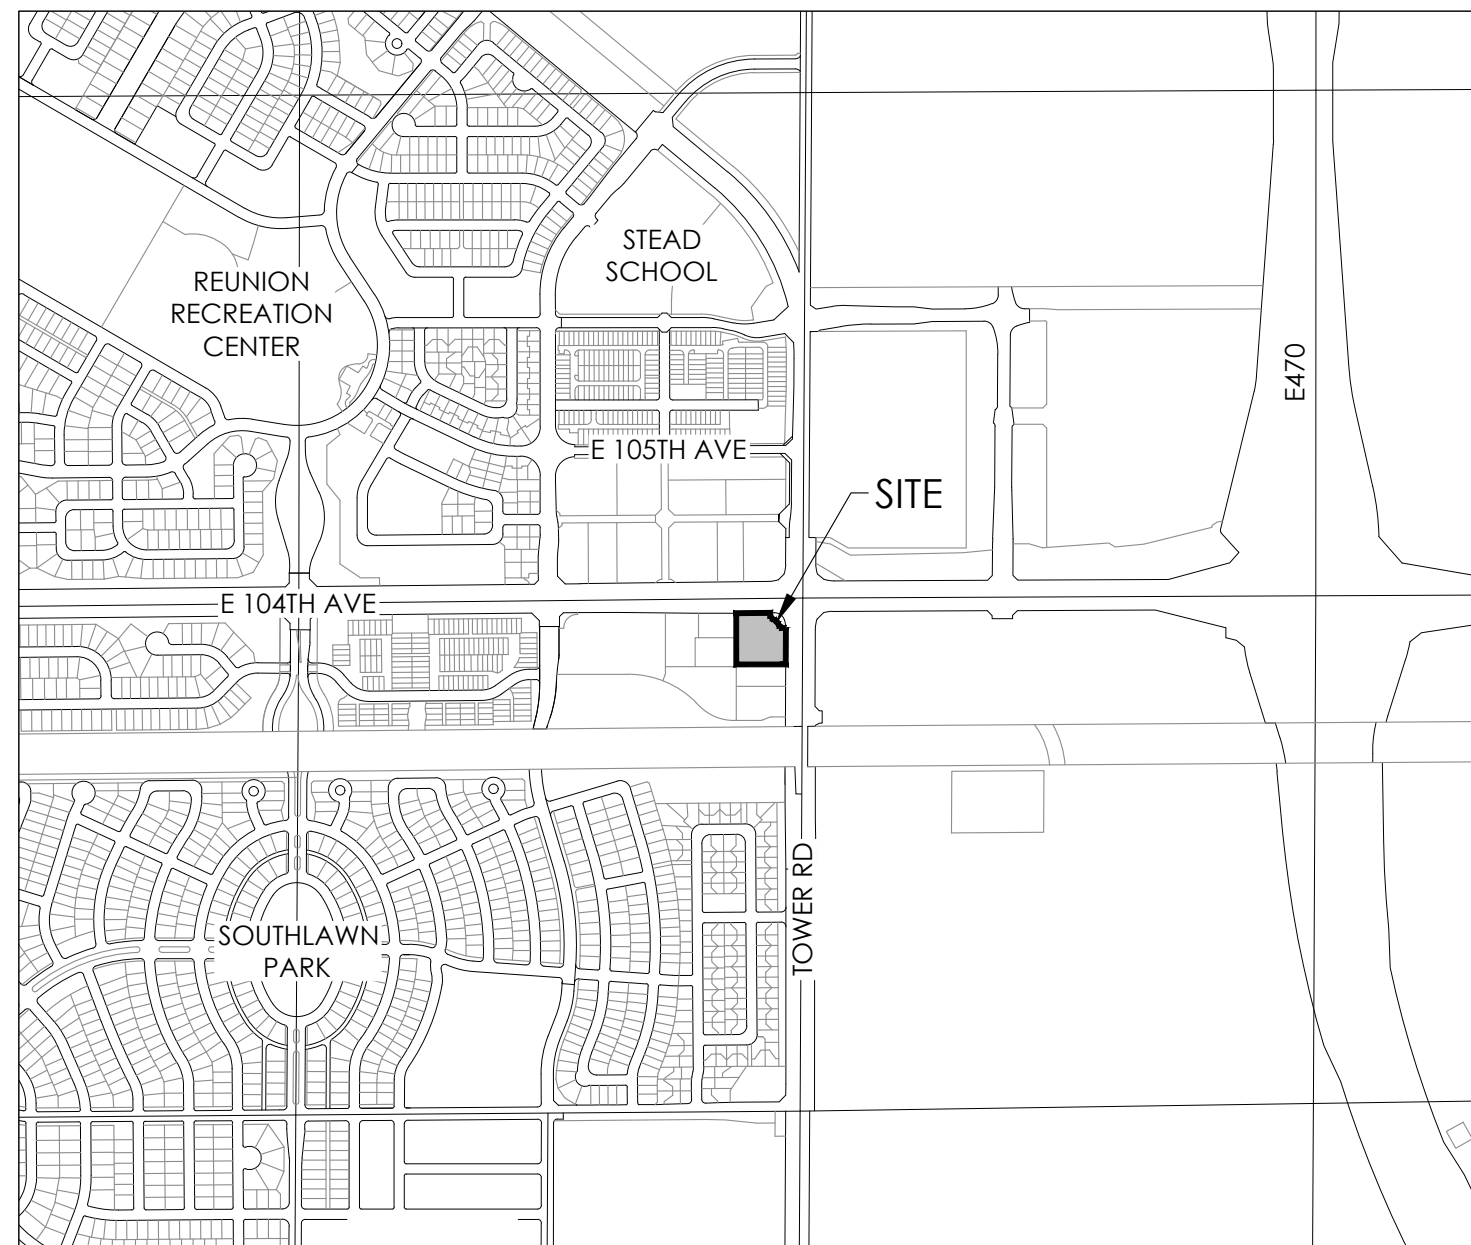 STEAD
SCHOOL
REUNION
RECREATION
CENTER
E470
E 105TH AVE
SITE
E 104TH AVE
TOWER RD
SOUTHLAWN
PARK